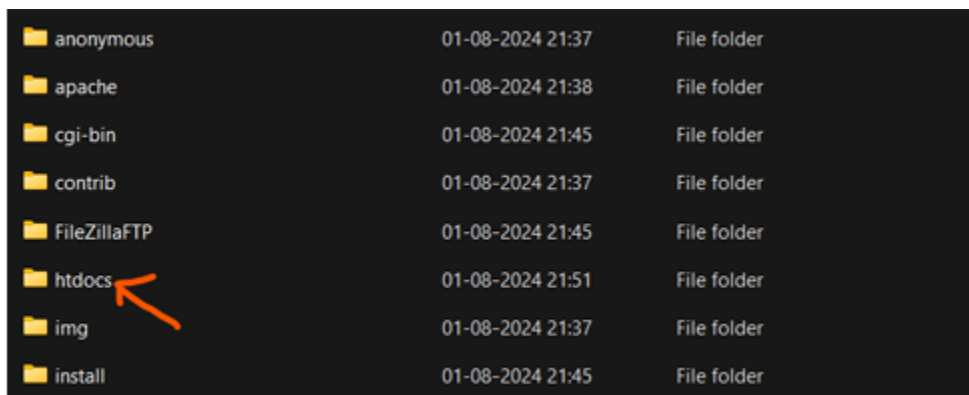 anonymous 01-08-2024 21:37 File folder
apache 01-08-2024 21:38 File folder
cgi-bin 01-08-2024 21:45 File folder
contrib 01-08-2024 21:37 File folder
FileZillaFTP 01-08-2024 21:45 File folder
htdocs 01-08-2024 21:51 File folder
img 01-08-2024 21:37 File folder
install 01-08-2024 21:45 File folder